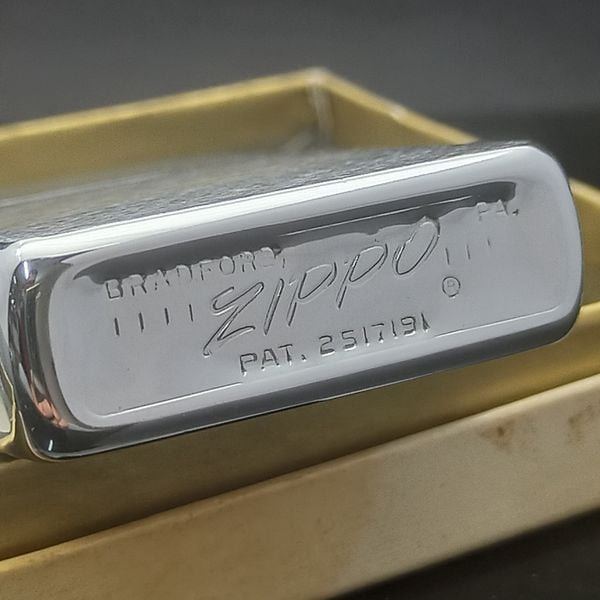 BRADFORD, PA.
|||| ZIPPO |||
®
PAT. 2517191